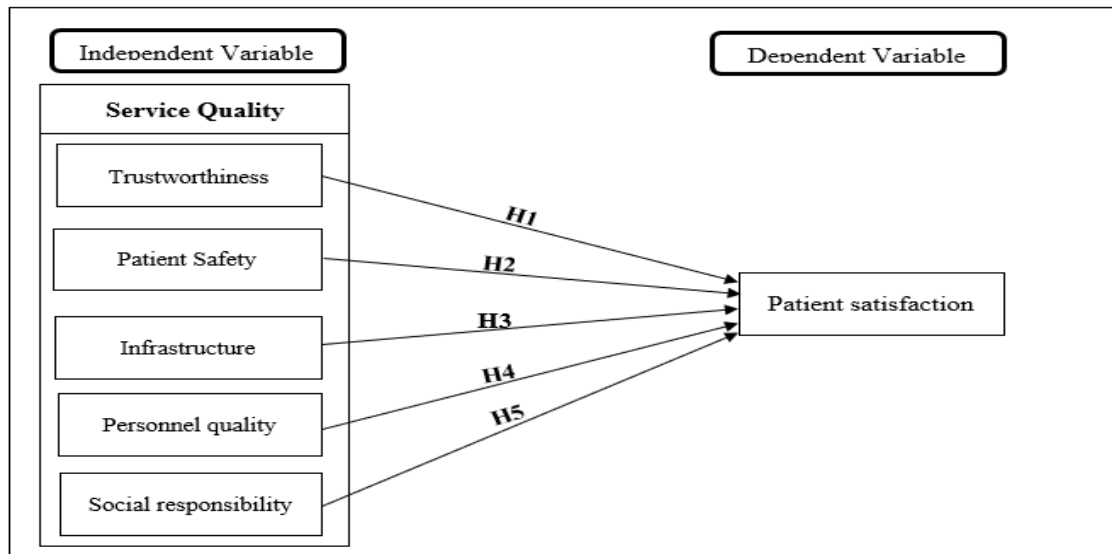 Independent Variable
Dependent Variable
Service Quality
Trustworthiness
Patient Safety
Infrastructure
Personnel quality
Social responsibility
H1
H2
H3
H4
H5
Patient satisfaction